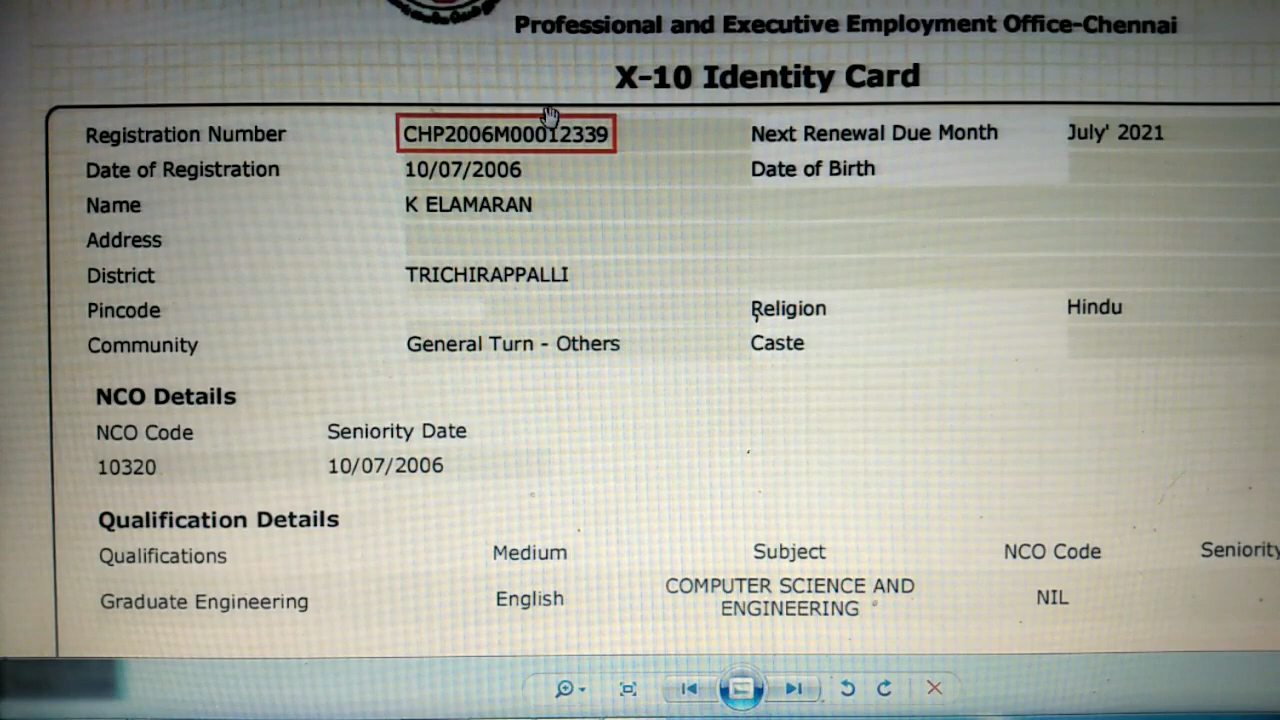 Professional and Executive Employment Office-Chennai
X-10 Identity Card
Registration Number CHP2006M00012339 Next Renewal Due Month July' 2021
Date of Registration 10/07/2006 Date of Birth
Name K ELAMARAN
Address
District TRICHIRAPPALLI
Pincode Religion Hindu
Community General Turn - Others Caste
NCO Details
NCO Code Seniority Date
10320 10/07/2006
Qualification Details
Qualifications Medium Subject NCO Code Seniority
Graduate Engineering English COMPUTER SCIENCE AND ENGINEERING NIL